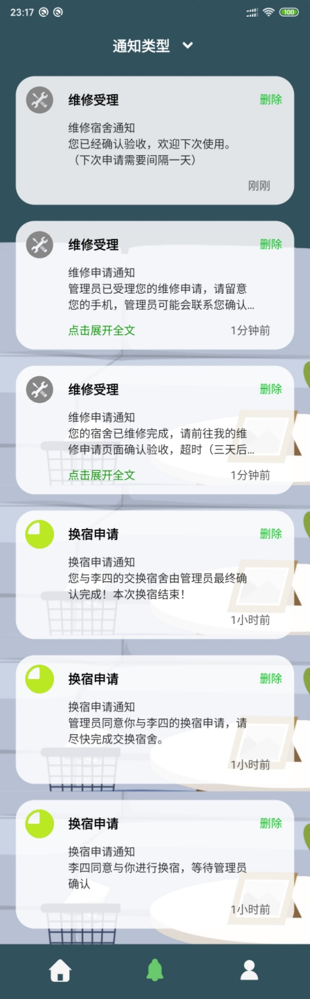 23:17
100
通知类型
维修受理
删除
维修宿舍通知
您已经确认验收，欢迎下次使用。
（下次申请需要间隔一天）
刚刚
维修受理
删除
维修申请通知
管理员已受理您的维修申请，请留意
您的手机，管理员可能会联系您确认...
点击展开全文
1分钟前
维修受理
删除
维修申请通知
您的宿舍已维修完成，请前往我的维
修申请页面确认验收，超时（三天后...
点击展开全文
1分钟前
换宿申请
删除
换宿申请通知
您与李四的交换宿舍由管理员最终确
认完成！本次换宿结束！
1小时前
换宿申请
删除
换宿申请通知
管理员同意你与李四的换宿申请，请
尽快完成交换宿舍。
1小时前
换宿申请
删除
换宿申请通知
李四同意与你进行换宿，等待管理员
确认
1小时前